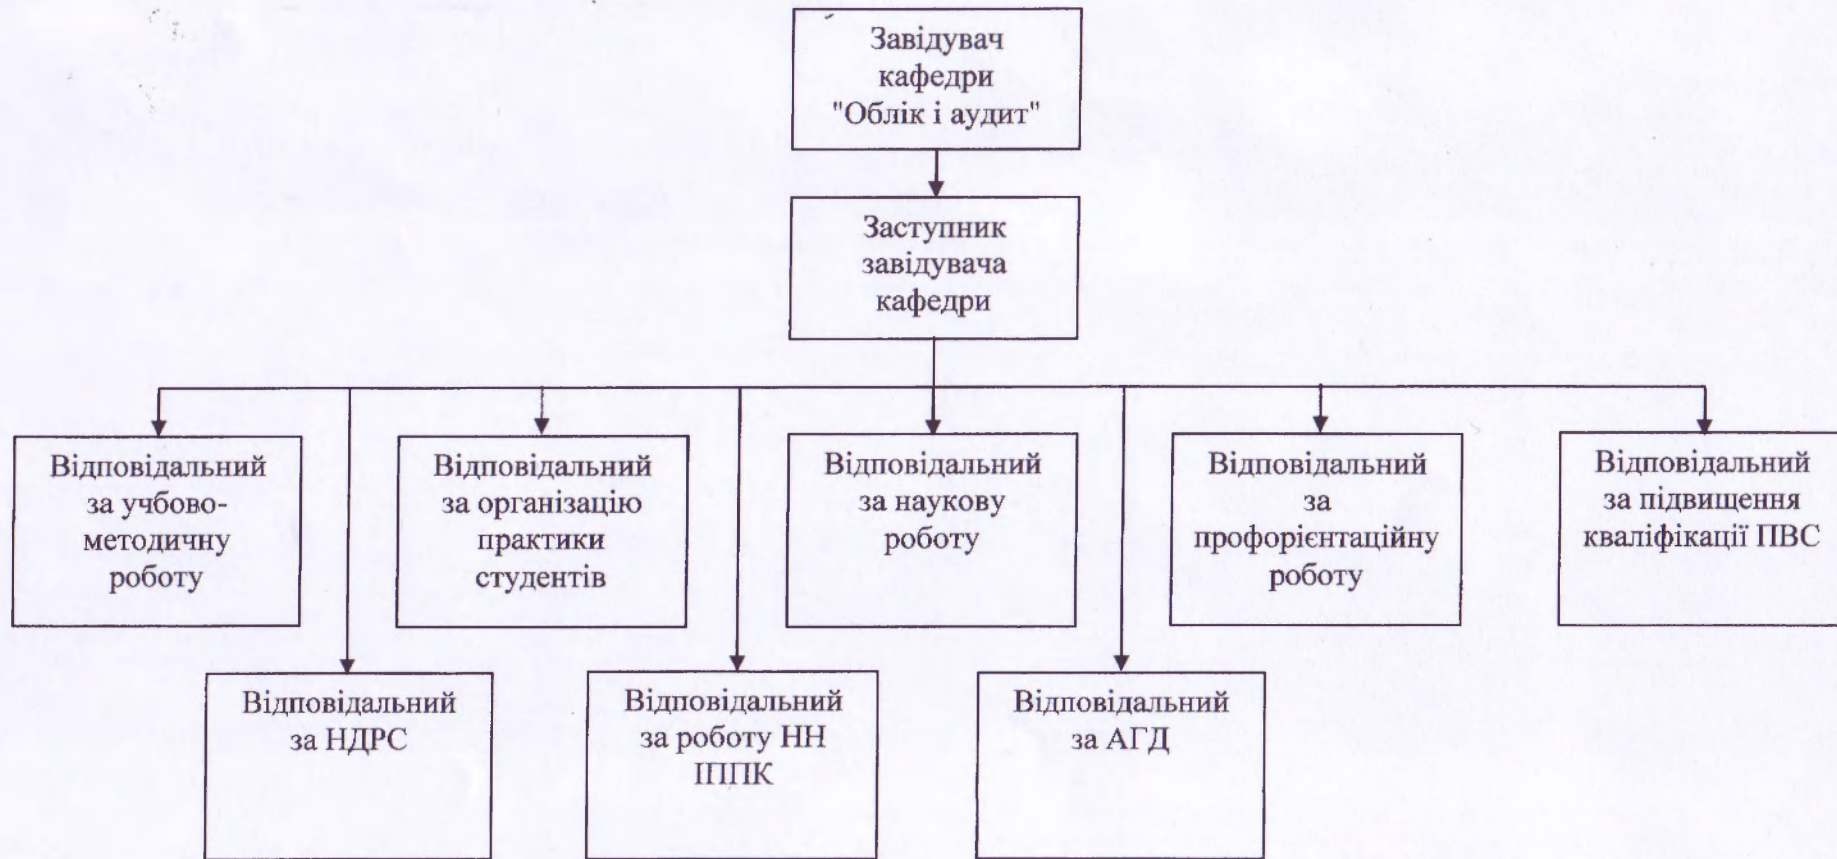 Завідувач
кафедри
"Облік і аудит"
Заступник
завідувача
кафедри
Відповідальний
за учбово-
методичну
роботу
Відповідальний
за організацію
практики
студентів
Відповідальний
за наукову
роботу
Відповідальний
за
профорієнтаційну
роботу
Відповідальний
за підвищення
кваліфікації ПВС
Відповідальний
за НДРС
Відповідальний
за роботу НН
ІППК
Відповідальний
за АГД